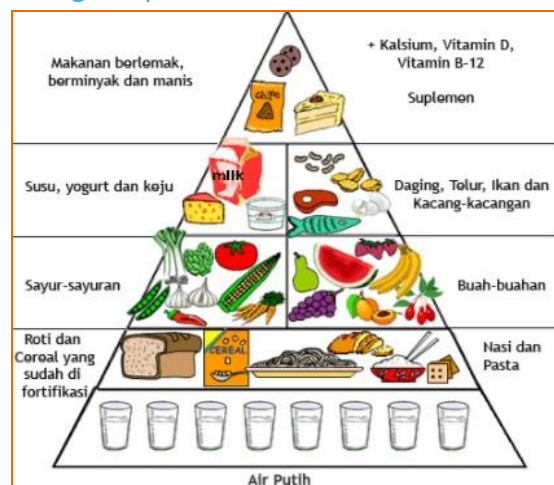 Makanan berlemak,
berminyak dan manis
+ Kalsium, Vitamin D,
Vitamin B-12
Suplemen
chips
milk
Susu, yogurt dan keju
Daging, Telur, Ikan dan
Kacang-kacangan
Sayur-sayuran
Buah-buahan
Roti dan
Cereal yang
sudah di
fortifikasi
CEREAL
Nasi dan
Pasta
Air Putih